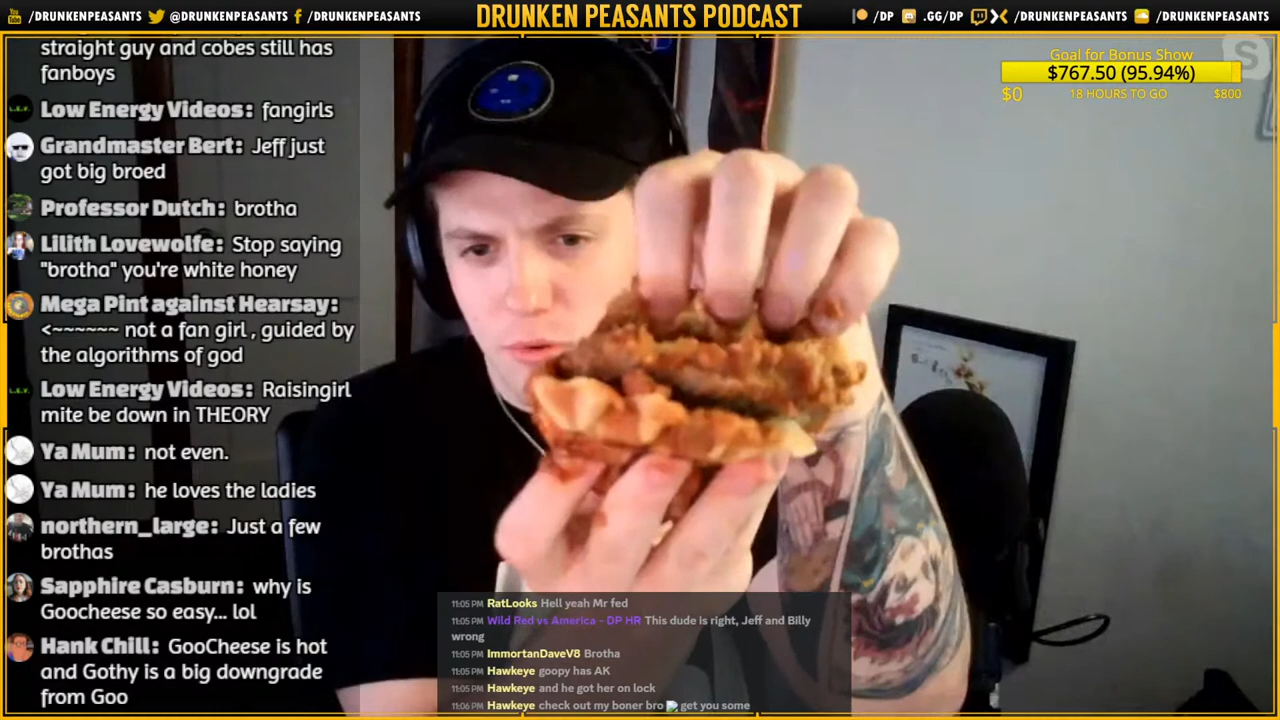 /DRUNKENPEASANTS @DRUNKENPEASANTS /DRUNKENPEASANTS DRUNKEN PEASANTS PODCAST /DP .GG/DP /DRUNKENPEASANTS /DRUNKENPEASANTS
straight guy and cobes still has
fanboys
Low Energy Videos: fangirls
Grandmaster Bert: Jeff just
got big broed
Professor Dutch: brotha
Lilith Lovewolfe: Stop saying
"brotha" you're white honey
Mega Pint against Hearsay:
<~~~~~~ not a fan girl , guided by
the algorithms of god
Low Energy Videos: Raisingirl
mite be down in THEORY
Ya Mum: not even.
Ya Mum: he loves the ladies
northern_large: Just a few
brothas
Sapphire Casburn: why is
Goocheese so easy... lol
Hank Chill: GooCheese is hot
and Gothy is a big downgrade
from Goo
Goal for Bonus Show
$767.50 (95.94%)
$0 18 HOURS TO GO $800
11:05 PM RatLooks Hell yeah Mr fed
11:05 PM Wild Red vs America - DP HR This dude is right, Jeff and Billy
wrong
11:05 PM ImmortanDaveV8 Brotha
11:05 PM Hawkeye goopy has AK
11:05 PM Hawkeye and he got her on lock
11:06 PM Hawkeye check out my boner bro get you some